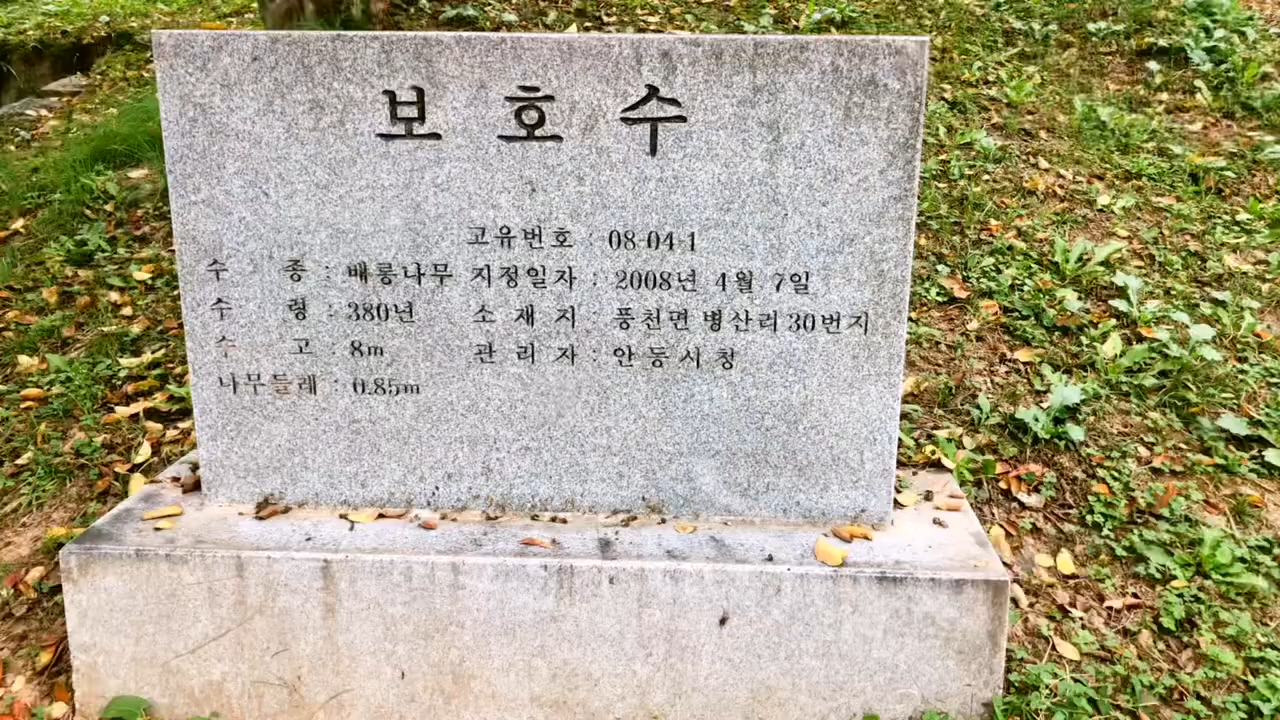 보호수
고유번호 : 08-04-1
수 종 : 배롱나무 지정일자 : 2008년 4월 7일
수 령 : 380년 소재지 : 풍천면 병산리 30번지
수 고 : 8m 관리자 : 안동시청
나무둘레 : 0.85m